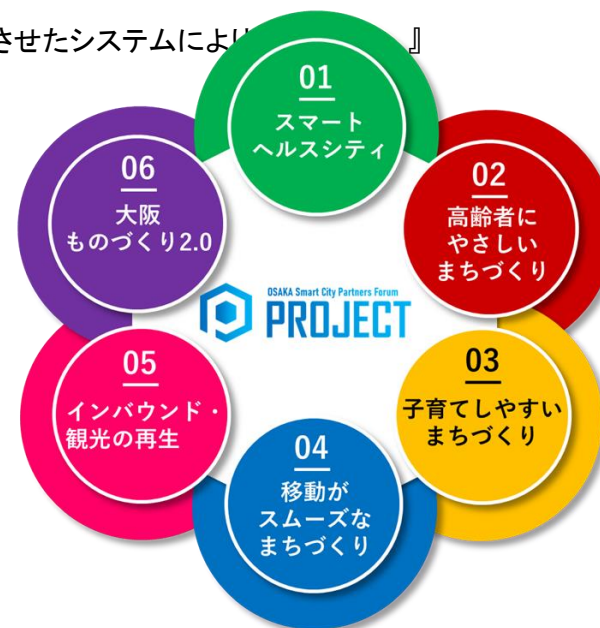 させたシステムにより
』
01
スマート
ヘルスシティ
02
高齢者に
やさしい
まちづくり
03
子育てしやすい
まちづくり
04
移動が
スムーズな
まちづくり
05
インバウンド・
観光の再生
06
大阪
ものづくり2.0
OSAKA Smart City Partners Forum
PROJECT